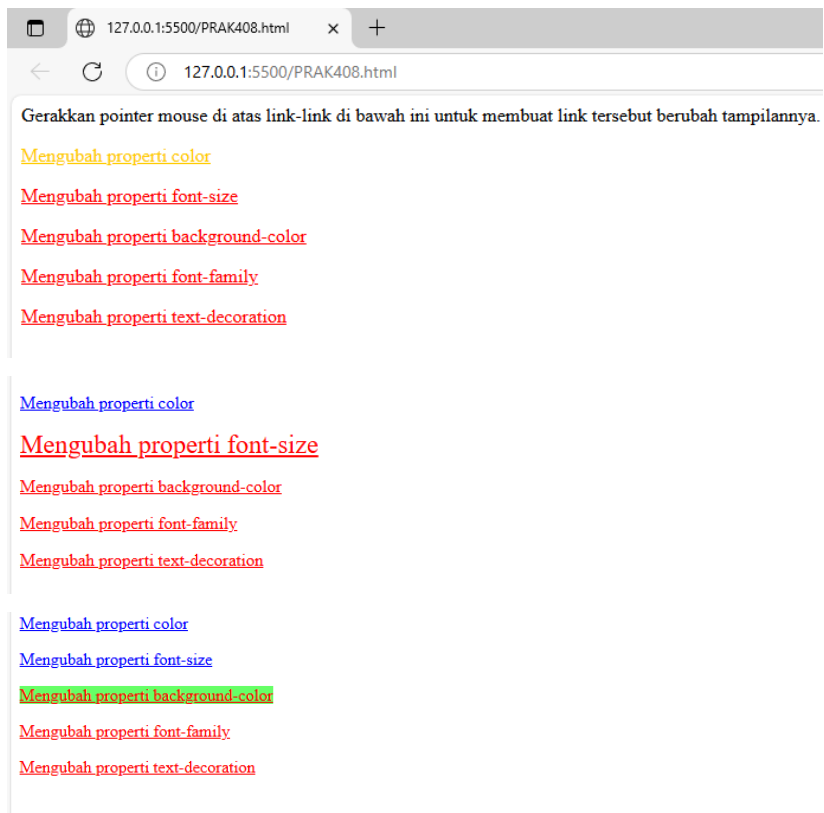 127.0.0.1:5500/PRAK408.html
127.0.0.1:5500/PRAK408.html
Gerakkan pointer mouse di atas link-link di bawah ini untuk membuat link tersebut berubah tampilannya.
Mengubah properti color
Mengubah properti font-size
Mengubah properti background-color
Mengubah properti font-family
Mengubah properti text-decoration
Mengubah properti color
Mengubah properti font-size
Mengubah properti background-color
Mengubah properti font-family
Mengubah properti text-decoration
Mengubah properti color
Mengubah properti font-size
Mengubah properti background-color
Mengubah properti font-family
Mengubah properti text-decoration